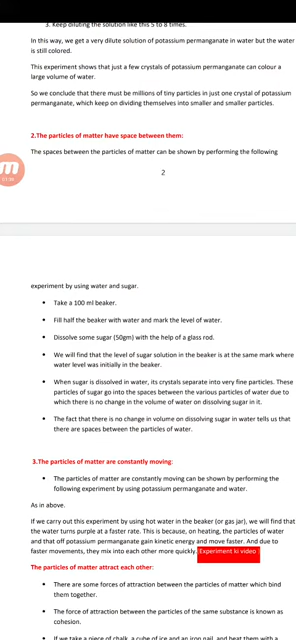 3. Keep diluting the solution like this 5 to 8 times.
In this way, we get a very dilute solution of potassium permanganate in water but the water
is still colored.
This experiment shows that just a few crystals of potassium permanganate can colour a
large volume of water.
So we conclude that there must be millions of tiny particles in just one crystal of potassium
permanganate, which keep on dividing themselves into smaller and smaller particles.
2.The particles of matter have space between them:
The spaces between the particles of matter can be shown by performing the following
2
experiment by using water and sugar.
• Take a 100 ml beaker.
• Fill half the beaker with water and mark the level of water.
• Dissolve some sugar (50gm) with the help of a glass rod.
• We will find that the level of sugar solution in the beaker is at the same mark where
water level was initially in the beaker.
• When sugar is dissolved in water, its crystals separate into very fine particles. These
particles of sugar go into the spaces between the various particles of water due to
which there is no change in the volume of water on dissolving sugar in it.
• The fact that there is no change in volume on dissolving sugar in water tells us that
there are spaces between the particles of water.
3.The particles of matter are constantly moving:
• The particles of matter are constantly moving can be shown by performing the
following experiment by using potassium permanganate and water.
As in above.
If we carry out this experiment by using hot water in the beaker (or gas jar), we will find that
the water turns purple at a faster rate. This is because, on heating, the particles of water
and that off potassium permanganate gain kinetic energy and move faster. And due
to faster movements, they mix into each other more quickly. Experiment ki video
The particles of matter attract each other:
• There are some forces of attraction between the particles of matter which bind
them together.
• The force of attraction between the particles of the same substance is known as
cohesion.
• If we take a piece of chalk, a cube of ice and an iron nail, and beat them with a